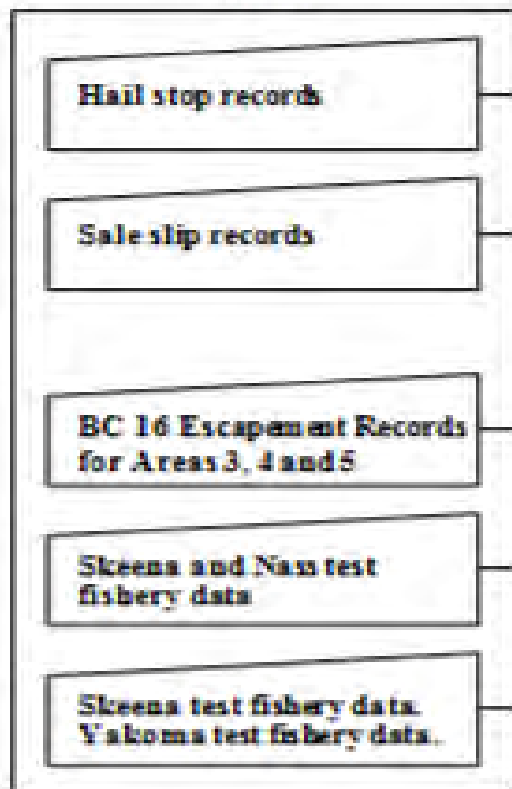 Hail stop records
Sale slip records
BC 16 Escapement Records
for Areas 3, 4 and 5
Skeena and Nass test
fishery data
Skeena test fishery data.
Yakoma test fishery data.